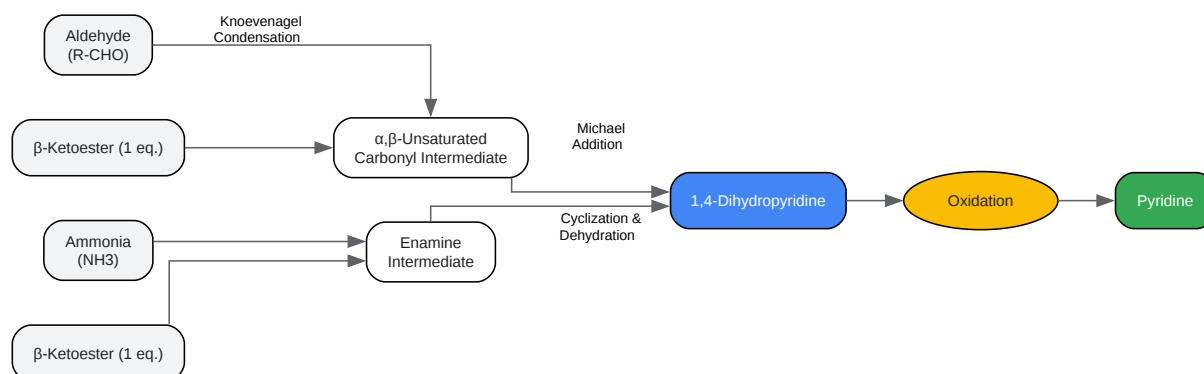 Aldehyde
(R-CHO)
Knoevenagel
Condensation
β-Ketoester (1 eq.)
α,β-Unsaturated
Carbonyl Intermediate
Michael
Addition
1,4-Dihydropyridine
Oxidation
Pyridine
Cyclization &
Dehydration
Ammonia
(NH3)
Enamine
Intermediate
β-Ketoester (1 eq.)